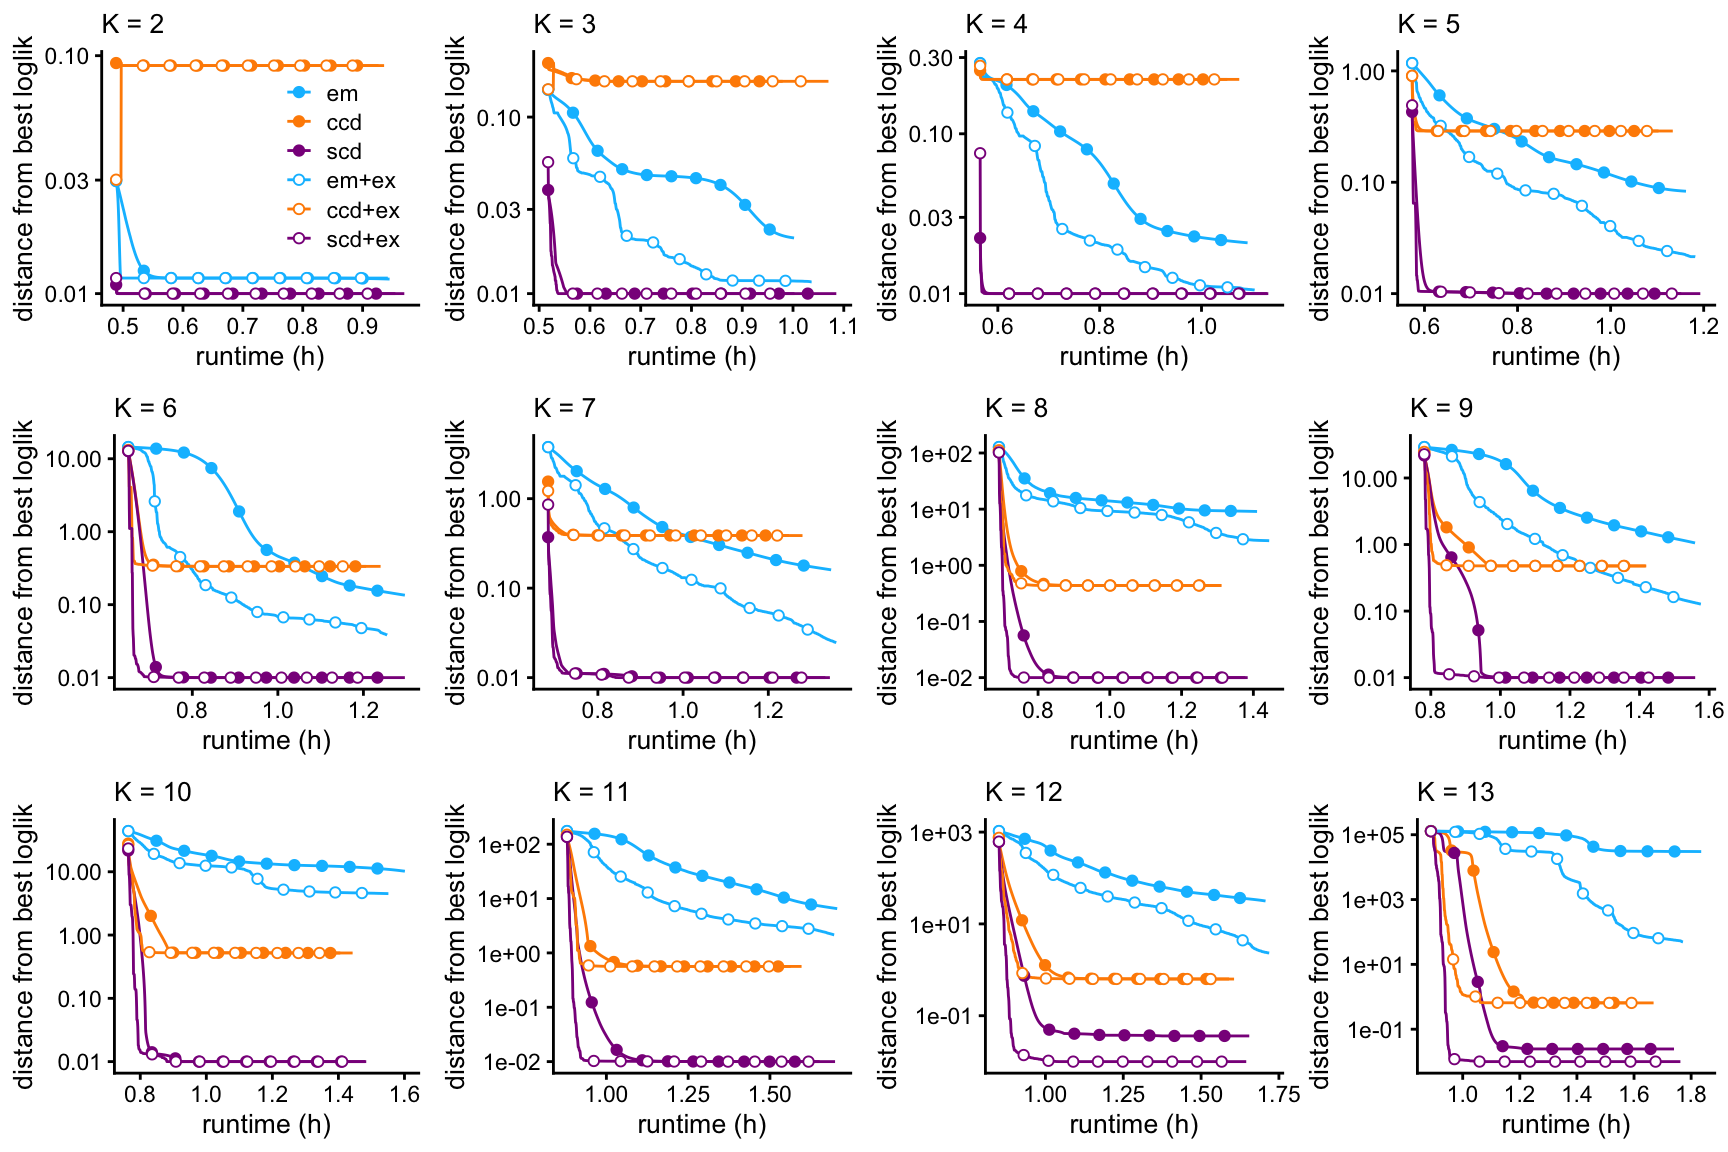 K = 2
distance from best loglik
0.10
0.03
0.01
0.5 0.6 0.7 0.8 0.9
runtime (h)
em
ccd
scd
em+ex
ccd+ex
scd+ex
K = 3
distance from best loglik
0.10
0.03
0.01
0.5 0.6 0.7 0.8 0.9 1.0 1.1
runtime (h)
K = 4
distance from best loglik
0.30
0.10
0.03
0.01
0.6 0.8 1.0
runtime (h)
K = 5
distance from best loglik
1.00
0.10
0.01
0.6 0.8 1.0 1.2
runtime (h)
K = 6
distance from best loglik
10.00
1.00
0.10
0.01
0.8 1.0 1.2
runtime (h)
K = 7
distance from best loglik
1.00
0.10
0.01
0.8 1.0 1.2
runtime (h)
K = 8
distance from best loglik
1e+02
1e+01
1e+00
1e-01
1e-02
0.8 1.0 1.2 1.4
runtime (h)
K = 9
distance from best loglik
10.00
1.00
0.10
0.01
0.8 1.0 1.2 1.4 1.6
runtime (h)
K = 10
distance from best loglik
10.00
1.00
0.10
0.01
0.8 1.0 1.2 1.4 1.6
runtime (h)
K = 11
distance from best loglik
1e+02
1e+01
1e+00
1e-01
1e-02
1.00 1.25 1.50
runtime (h)
K = 12
distance from best loglik
1e+03
1e+01
1e-01
1.00 1.25 1.50 1.75
runtime (h)
K = 13
distance from best loglik
1e+05
1e+03
1e+01
1e-01
1.0 1.2 1.4 1.6 1.8
runtime (h)